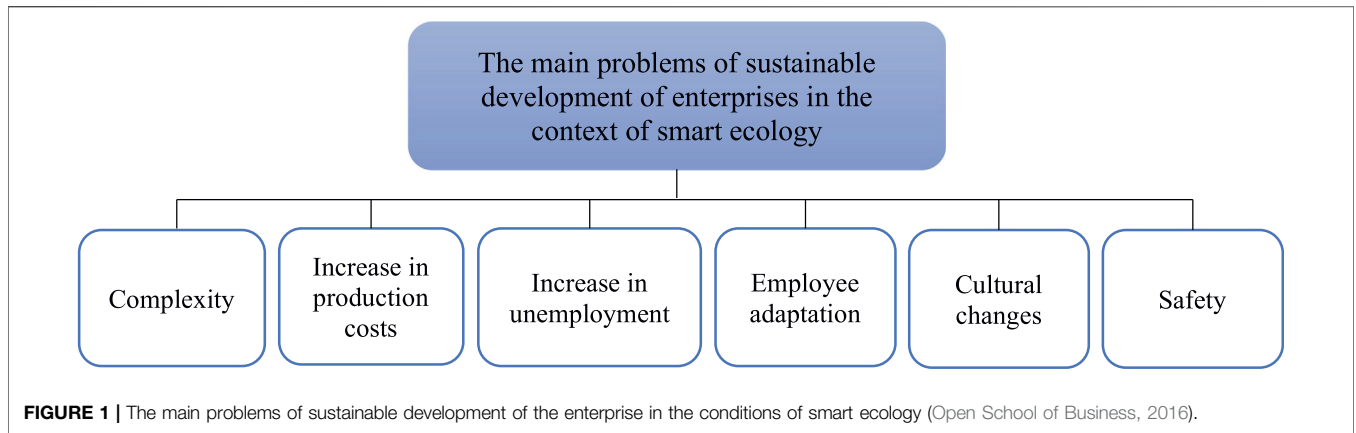 The main problems of sustainable
development of enterprises in the
context of smart ecology
Complexity
Increase in
production
costs
Increase in
unemployment
Employee
adaptation
Cultural
changes
Safety
FIGURE 1 | The main problems of sustainable development of the enterprise in the conditions of smart ecology (Open School of Business, 2016).